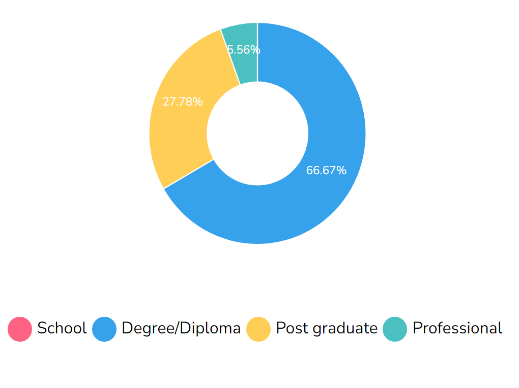 5.56%
27.78%
66.67%
School Degree/Diploma Post graduate Professional